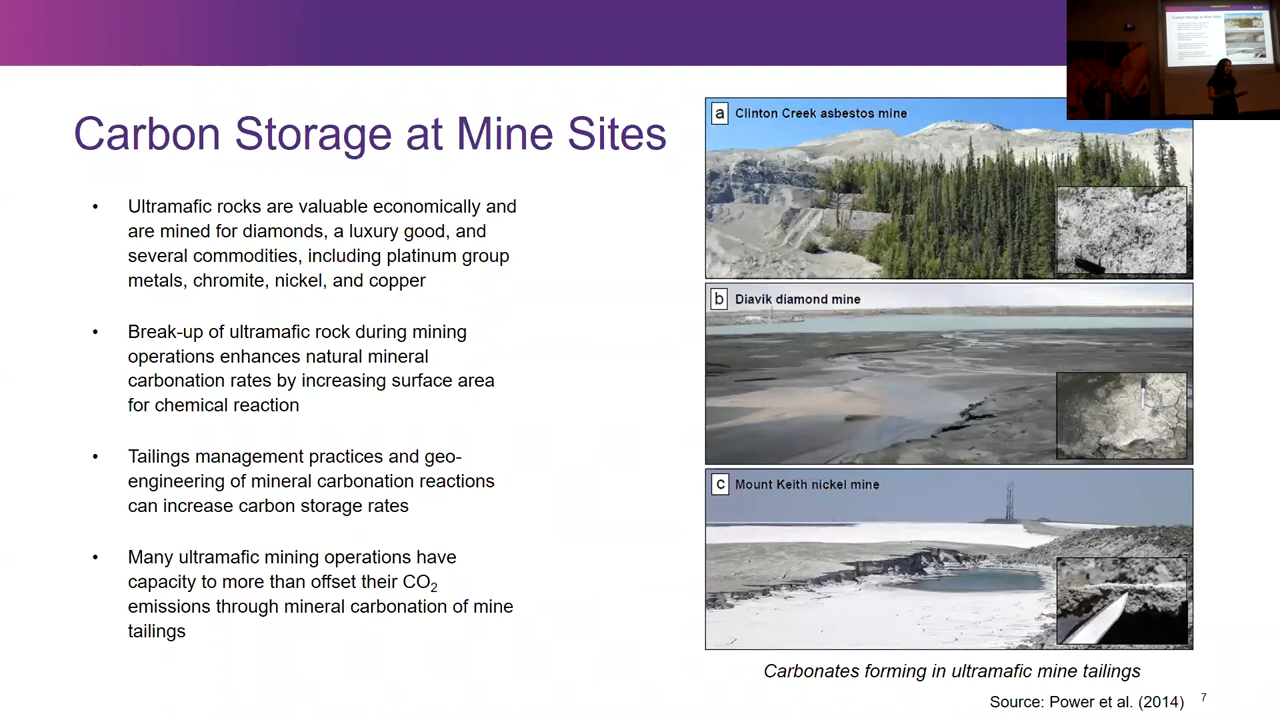 Carbon Storage at Mine Sites
• Ultramafic rocks are valuable economically and
are mined for diamonds, a luxury good, and
several commodities, including platinum group
metals, chromite, nickel, and copper
• Break-up of ultramafic rock during mining
operations enhances natural mineral
carbonation rates by increasing surface area
for chemical reaction
• Tailings management practices and geo-
engineering of mineral carbonation reactions
can increase carbon storage rates
• Many ultramafic mining operations have
capacity to more than offset their CO₂
emissions through mineral carbonation of mine
tailings
a Clinton Creek asbestos mine
b Diavik diamond mine
c Mount Keith nickel mine
Carbonates forming in ultramafic mine tailings
Source: Power et al. (2014)
7
Carbon Storage at Mine Sites